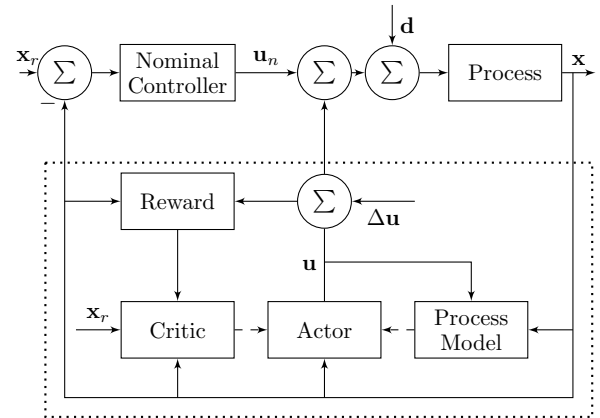 d
x_r
Σ
−
Nominal
Controller
u_n
Σ
Σ
Process
x
Reward
Σ
Δu
u
x_r
Critic
Actor
Process
Model